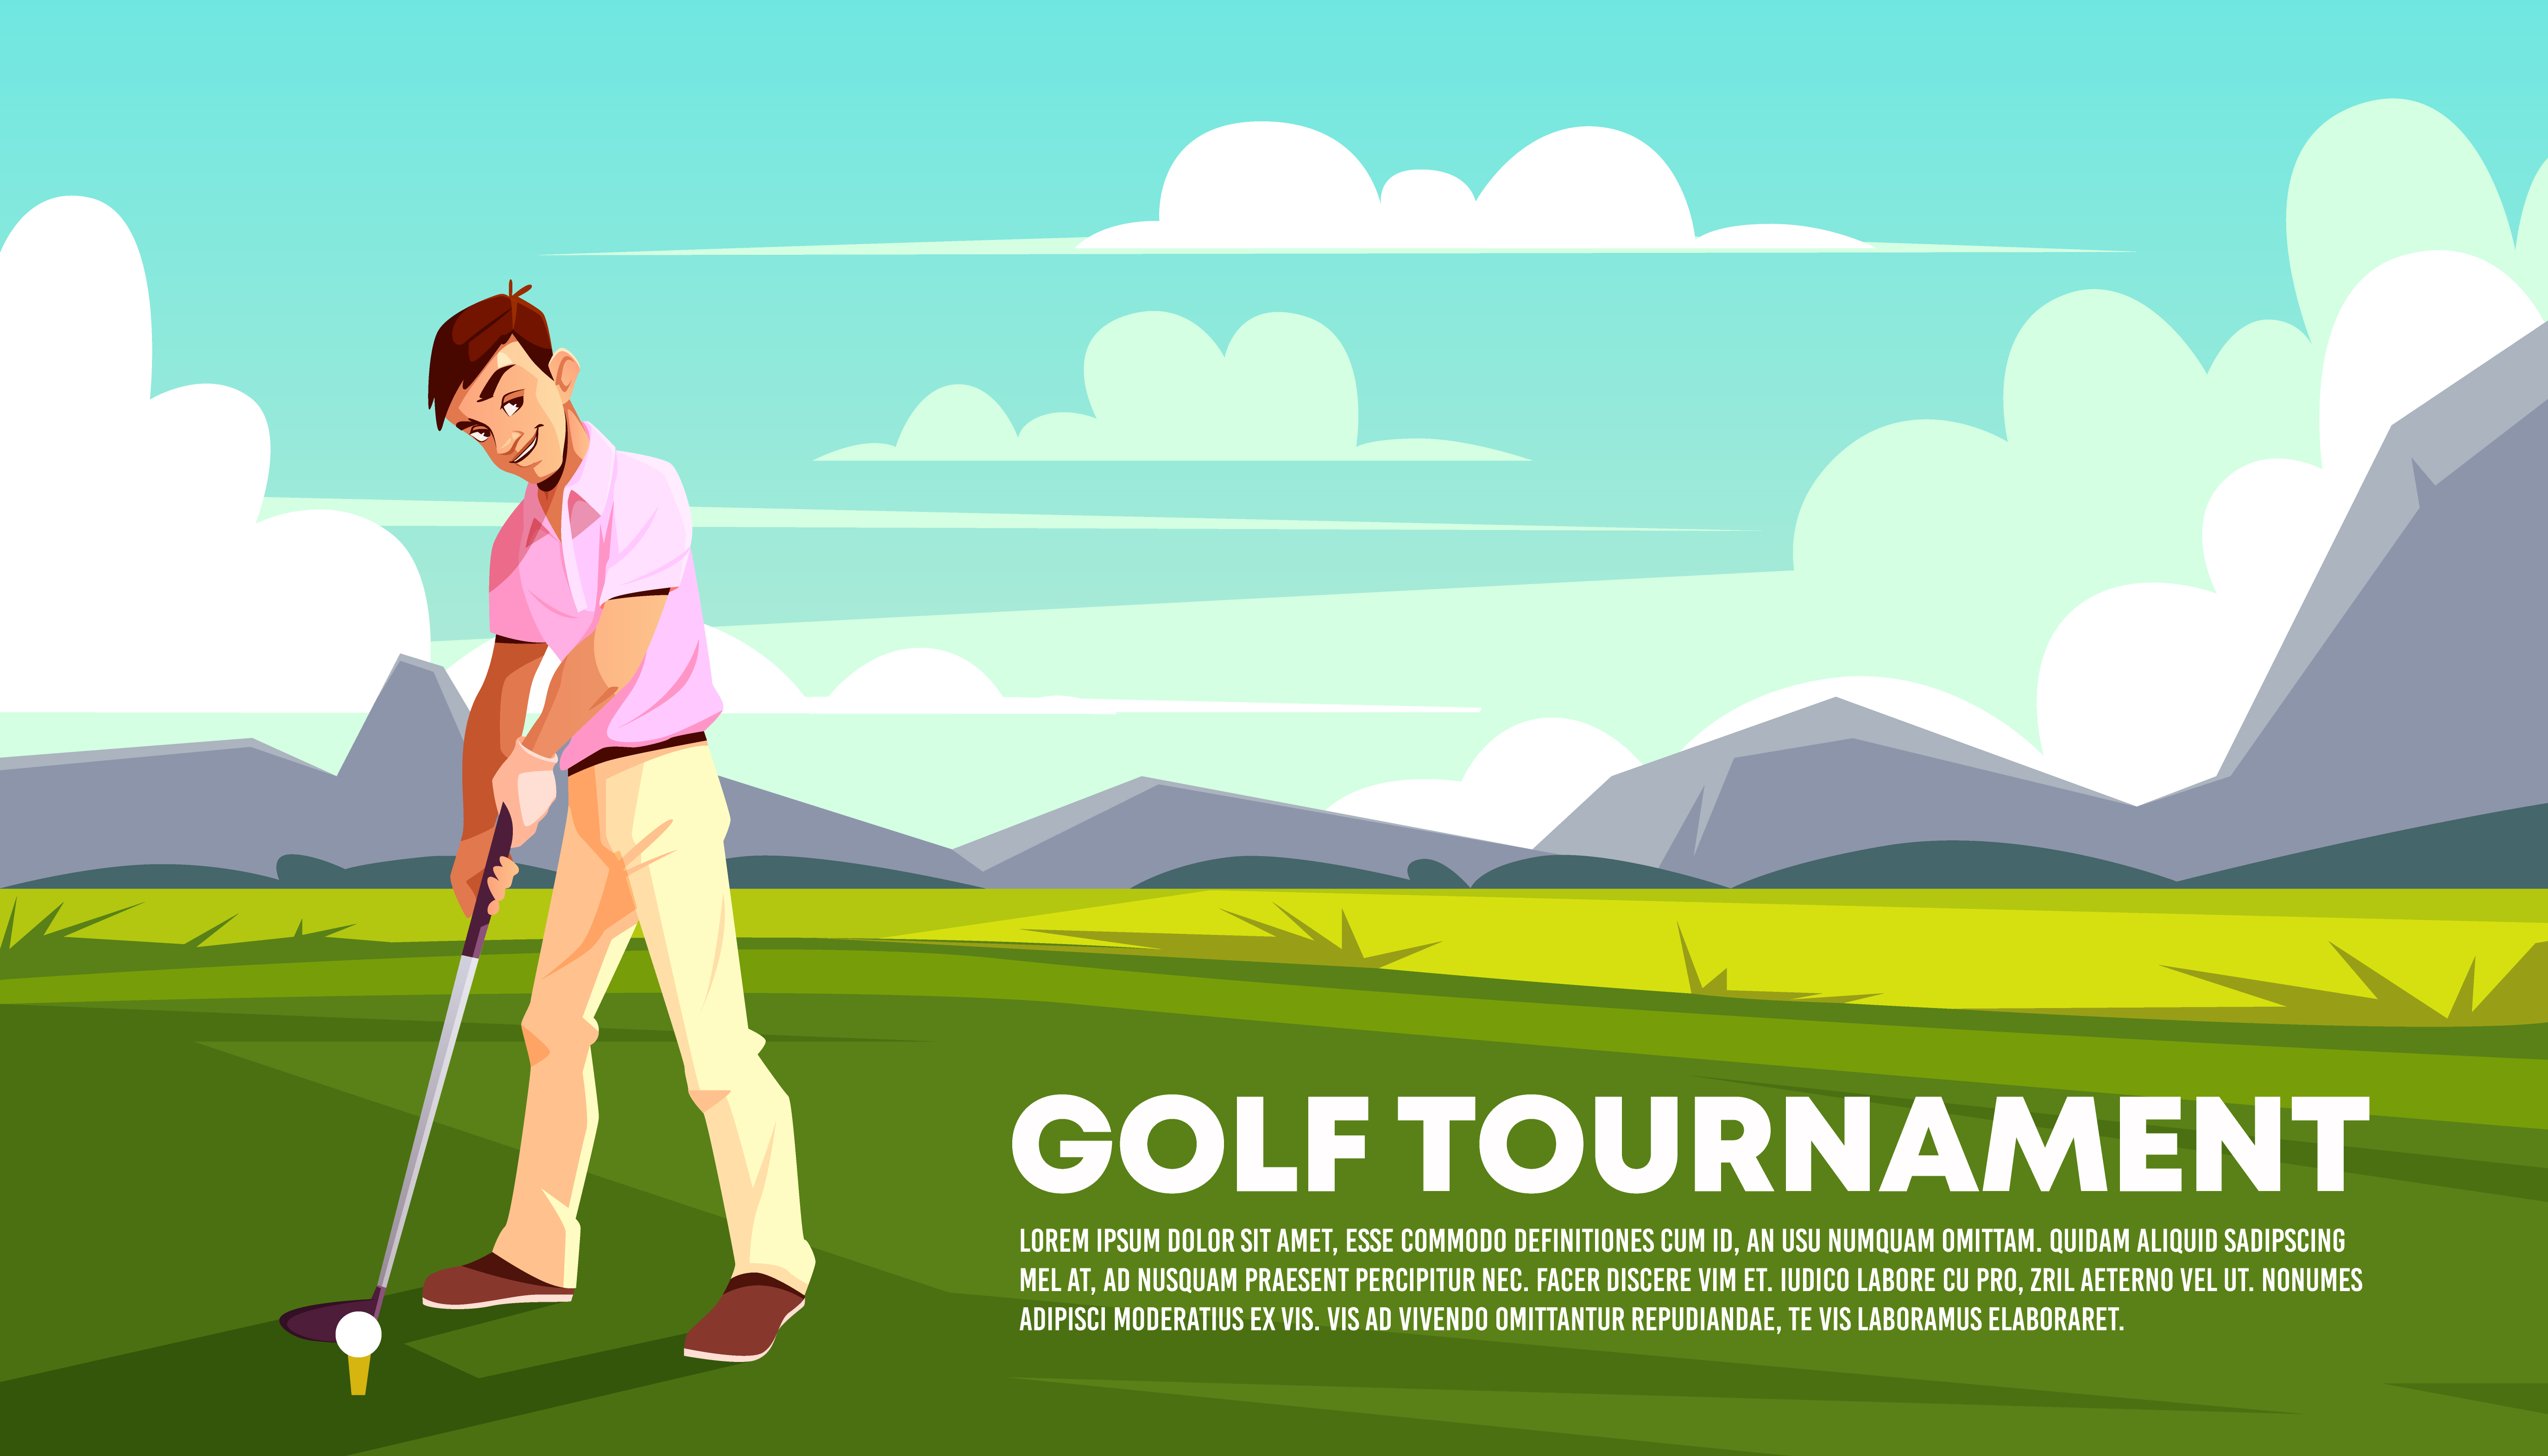 GOLF TOURNAMENT
LOREM IPSUM DOLOR SIT AMET, ESSE COMMODO DEFINITIONES CUM ID, AN USU NUMQUAM OMITTAM. QUIDAM ALIQUID SADIPSCING
MEL AT, AD NUSQUAM PRAESENT PERCIPITUR NEC. FACER DISCERE VIM ET. IUDICO LABORE CU PRO, ZRIL AETERNO VEL UT. NONUMES
ADIPISCI MODERATIUS EX VIS. VIS AD VIVENDO OMITTANTUR REPUDIANDAE, TE VIS LABORAMUS ELABORARET.